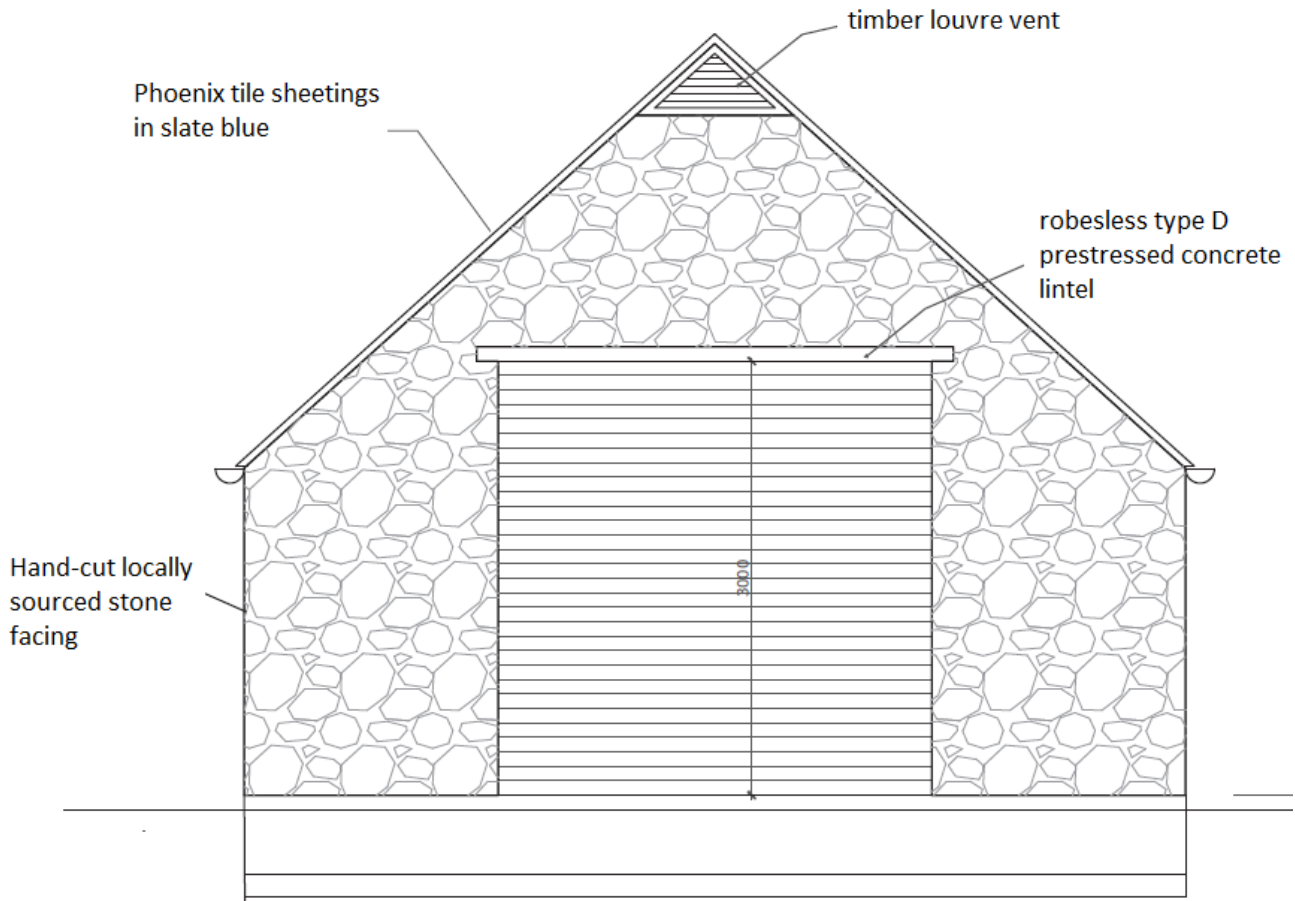 timber louvre vent
Phoenix tile sheetings
in slate blue
robesless type D
prestressed concrete
lintel
Hand-cut locally
sourced stone
facing
3000